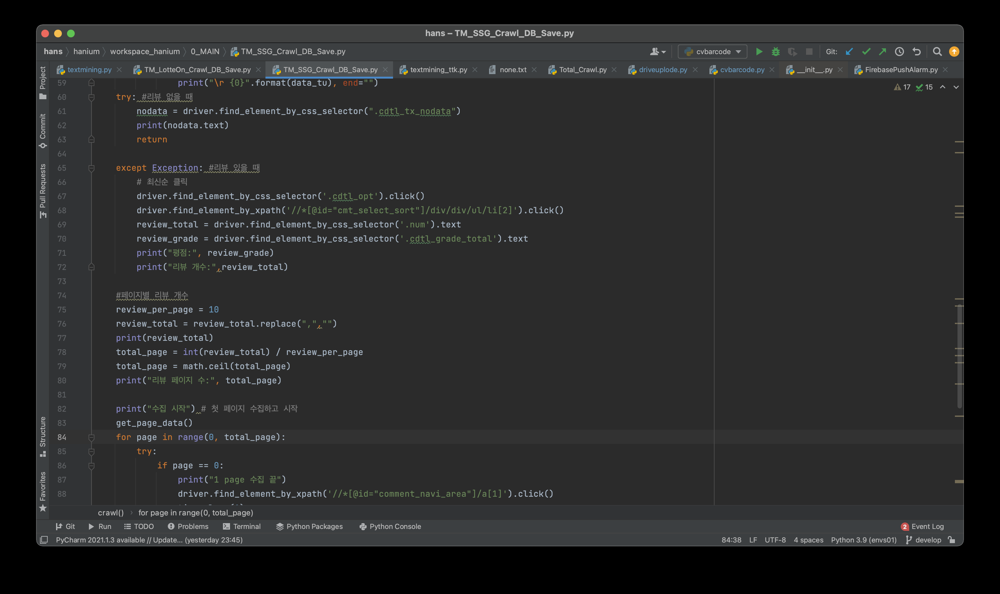 hans – TM_SSG_Crawl_DB_Save.py
hans hanium workspace_hanium 0_MAIN TM_SSG_Crawl_DB_Save.py cvbarcode Git:
textmining.py TM_LotteOn_Crawl_DB_Save.py TM_SSG_Crawl_DB_Save.py textmining_ttk.py none.txt Total_Crawl.py driveuplode.py cvbarcode.py __init__.py FirebasePushAlarm.py
Project
Commit
Pull Requests
Structure
Favorites
17 15
59 print("\r {0}".format(data_tu), end="")
60 try: #리뷰 없을 때
61 nodata = driver.find_element_by_css_selector(".cdtl_tx_nodata")
62 print(nodata.text)
63 return
64
65 except Exception: #리뷰 있을 때
66 # 최신순 클릭
67 driver.find_element_by_css_selector('.cdtl_opt').click()
68 driver.find_element_by_xpath('//*[@id="cmt_select_sort"]/div/div/ul/li[2]').click()
69 review_total = driver.find_element_by_css_selector('.num').text
70 review_grade = driver.find_element_by_css_selector('.cdtl_grade_total').text
71 print("평점:", review_grade)
72 print("리뷰 개수:",review_total)
73
74 #페이지별 리뷰 개수
75 review_per_page = 10
76 review_total = review_total.replace(",","")
77 print(review_total)
78 total_page = int(review_total) / review_per_page
79 total_page = math.ceil(total_page)
80 print("리뷰 페이지 수:", total_page)
81
82 print("수집 시작") # 첫 페이지 수집하고 시작
83 get_page_data()
84 for page in range(0, total_page):
85 try:
86 if page == 0:
87 print("1 page 수집 끝")
88 driver.find_element_by_xpath('//*[@id="comment_navi_area"]/a[1]').click()
crawl() › for page in range(0, total_page)
Git Run TODO Problems Terminal Python Packages Python Console 2 Event Log
PyCharm 2021.1.3 available // Update... (yesterday 23:45) 84:38 LF UTF-8 4 spaces Python 3.9 (envs01) develop